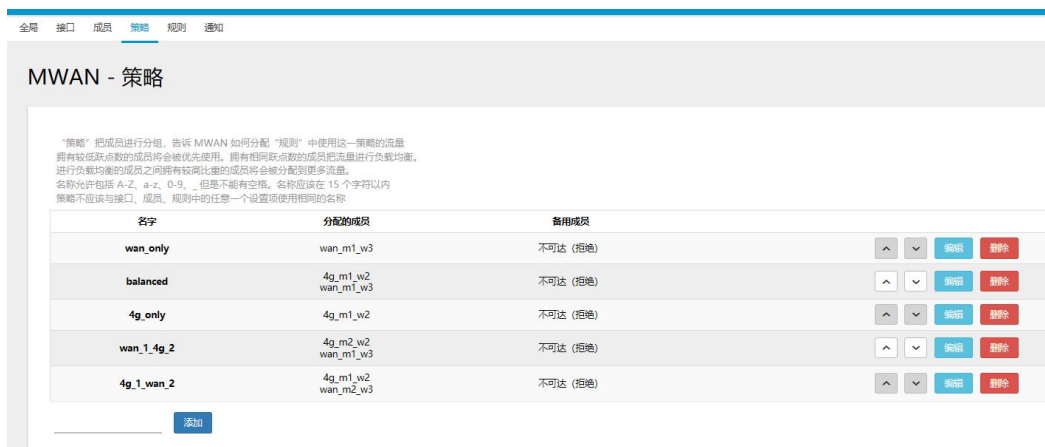 全局 接口 成员 策略 规则 通知
MWAN - 策略
“策略”把成员进行分组，告诉 MWAN 如何分配“规则”中使用这一策略的流量
拥有较低跃点数的成员将会被优先使用。拥有相同跃点数的成员把流量进行负载均衡。
进行负载均衡的成员之间拥有较高比重的成员将会被分配到更多流量。
名称允许包括 A-Z、a-z、0-9、_ 但是不能有空格。名称应该在 15 个字符以内
策略不应该与接口、成员、规则中的任意一个设置项使用相同的名称
名字 分配的成员 备用成员
wan_only wan_m1_w3 不可达（拒绝） 编辑 删除
balanced 4g_m1_w2 不可达（拒绝） 编辑 删除
wan_m1_w3
4g_only 4g_m1_w2 不可达（拒绝） 编辑 删除
wan_1_4g_2 4g_m2_w2 不可达（拒绝） 编辑 删除
wan_m1_w3
4g_1_wan_2 4g_m1_w2 不可达（拒绝） 编辑 删除
wan_m2_w3
添加